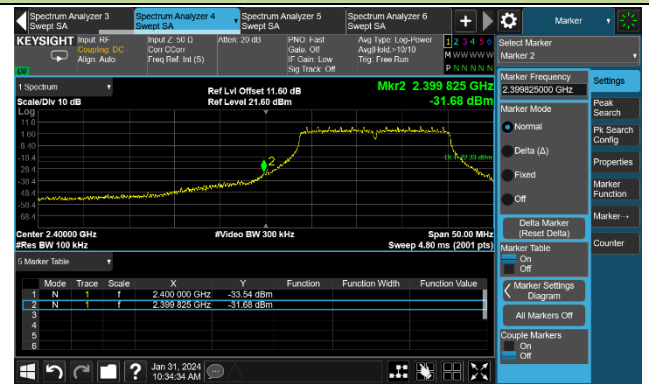 Spectrum Analyzer 3
Swept SA
Spectrum Analyzer 4
Swept SA
Spectrum Analyzer 5
Swept SA
Spectrum Analyzer 6
Swept SA
+
Marker
KEYSIGHT
Input: RF
Coupling: DC
Align: Auto
Input Z: 50 Ω
Corr CCorr
Freq Ref: Int (S)
Atten: 20 dB
PNO: Fast
Gate: Off
IF Gain: Low
Sig Track: Off
Avg Type: Log-Power
Avg|Hold:>10/10
Trig: Free Run
1 2 3 4 5 6
M W W W W W
P N N N N N
LW
Select Marker
Marker 2
Marker Frequency
2.399825000 GHz
Marker Mode
Normal
Delta (Δ)
Fixed
Off
Delta Marker
(Reset Delta)
Marker Table
On
Off
Marker Settings
Diagram
All Markers Off
Couple Markers
On
Off
Settings
Peak
Search
Pk Search
Config
Properties
Marker
Function
Marker→
Counter
1 Spectrum
Scale/Div 10 dB
Log
Ref Lvl Offset 11.60 dB
Ref Level 21.60 dBm
Mkr2 2.399 825 GHz
-31.68 dBm
11.6
1.60
-8.40
-18.4
-28.4
-38.4
-48.4
-58.4
-68.4
2
Center 2.40000 GHz
#Res BW 100 kHz
#Video BW 300 kHz
Span 50.00 MHz
Sweep 4.80 ms (2001 pts)
5 Marker Table
Mode Trace Scale X Y Function Function Width Function Value
1 N 1 f 2.400 000 GHz -33.54 dBm
2 N 1 f 2.399 825 GHz -31.68 dBm
3
4
5
6
?
Jan 31, 2024
10:34:34 AM